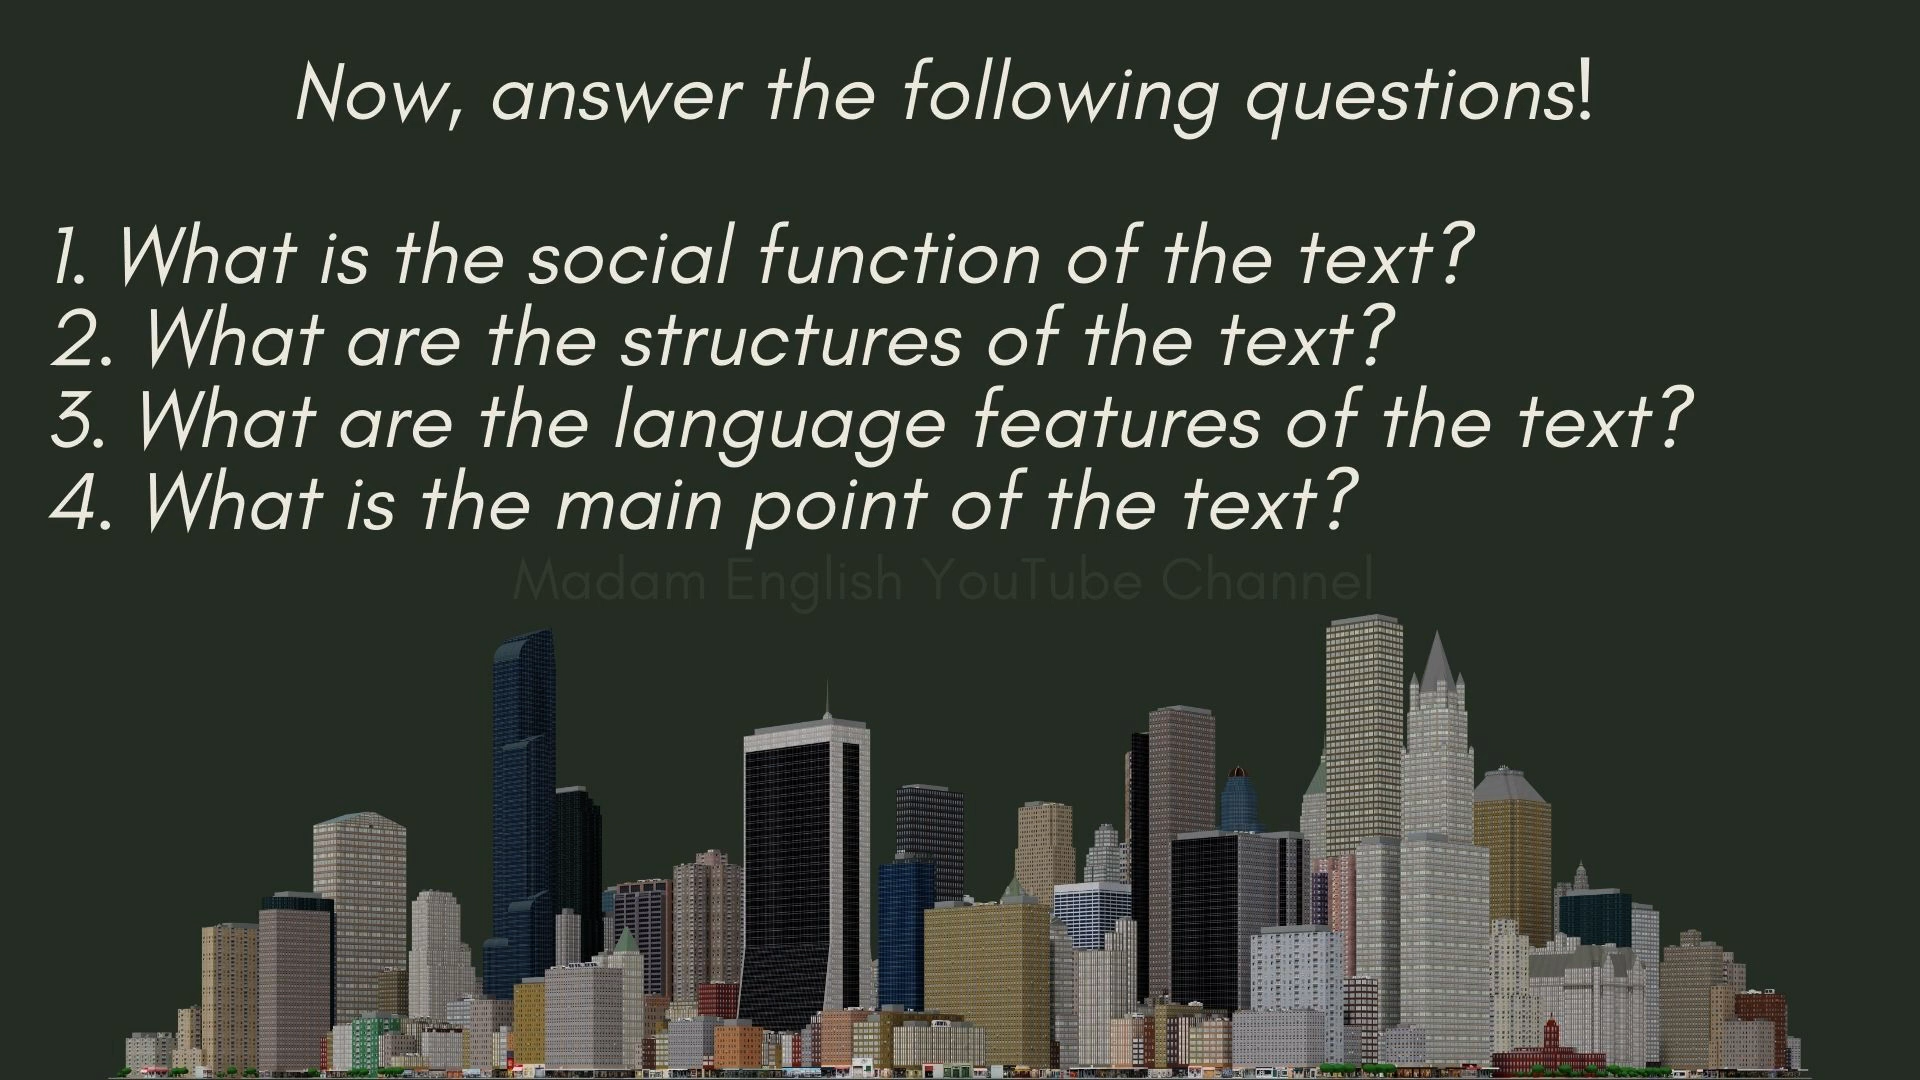 Now, answer the following questions!
1. What is the social function of the text?
2. What are the structures of the text?
3. What are the language features of the text?
4. What is the main point of the text?
Madam English YouTube Channel